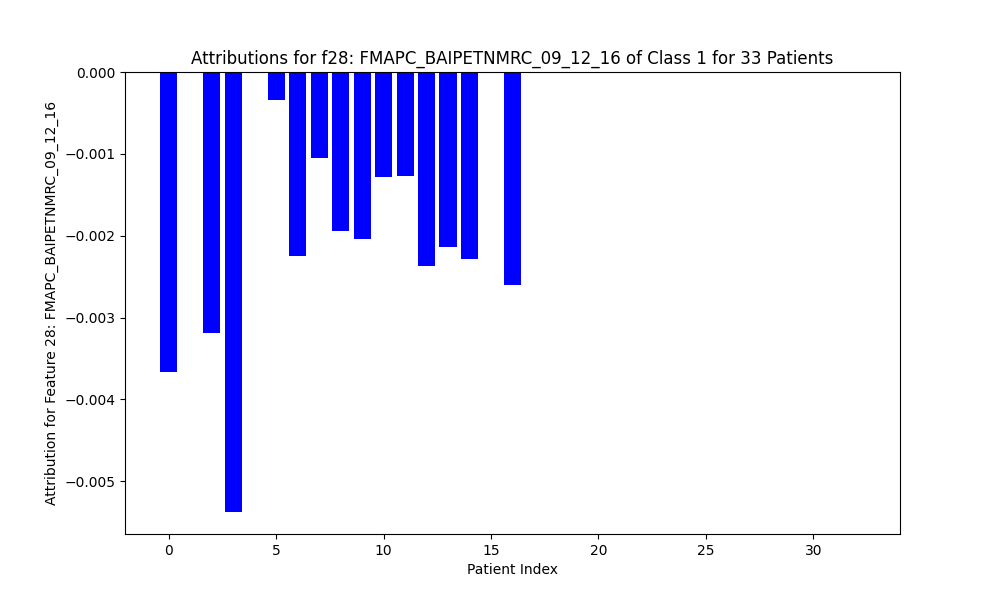 Attributions for f28: FMAPC_BAIPETNMRC_09_12_16 of Class 1 for 33 Patients
Attribution for Feature 28: FMAPC_BAIPETNMRC_09_12_16
0.000
−0.001
−0.002
−0.003
−0.004
−0.005
0 5 10 15 20 25 30
Patient Index